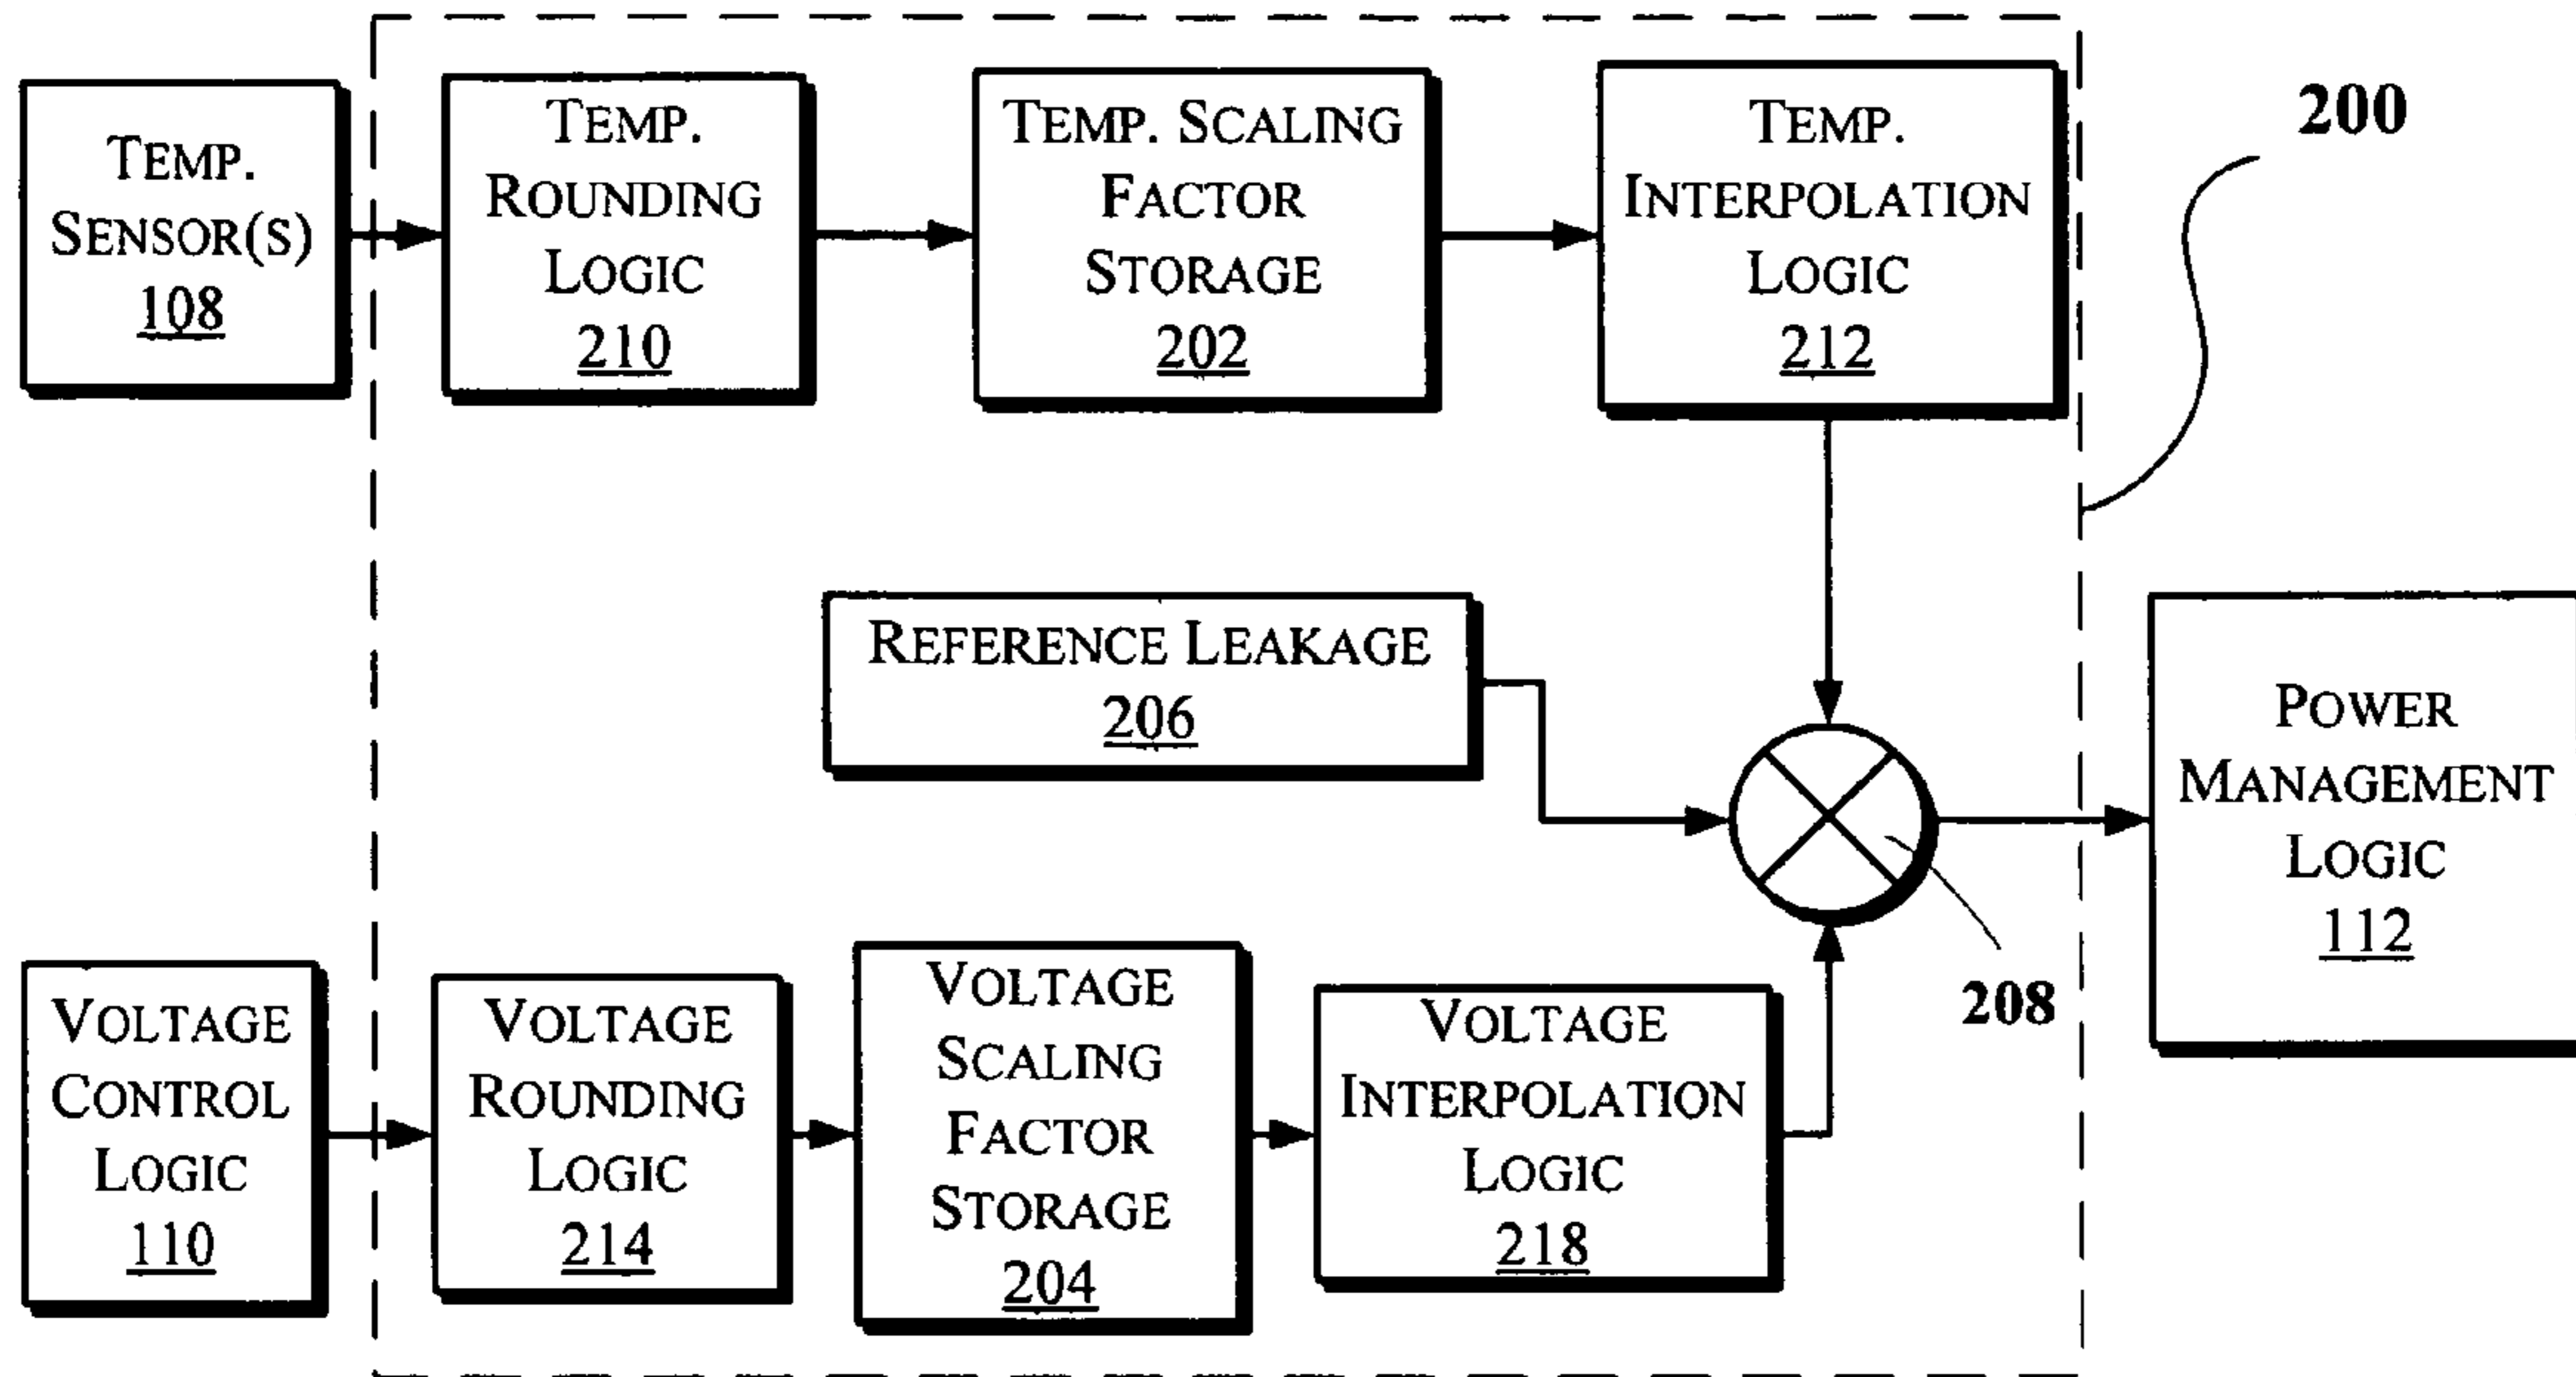 TEMP.
SENSOR(S)
108
TEMP.
ROUNDING
LOGIC
210
TEMP. SCALING
FACTOR
STORAGE
202
TEMP.
INTERPOLATION
LOGIC
212
200
REFERENCE LEAKAGE
206
POWER
MANAGEMENT
LOGIC
112
208
VOLTAGE
CONTROL
LOGIC
110
VOLTAGE
ROUNDING
LOGIC
214
VOLTAGE
SCALING
FACTOR
STORAGE
204
VOLTAGE
INTERPOLATION
LOGIC
218